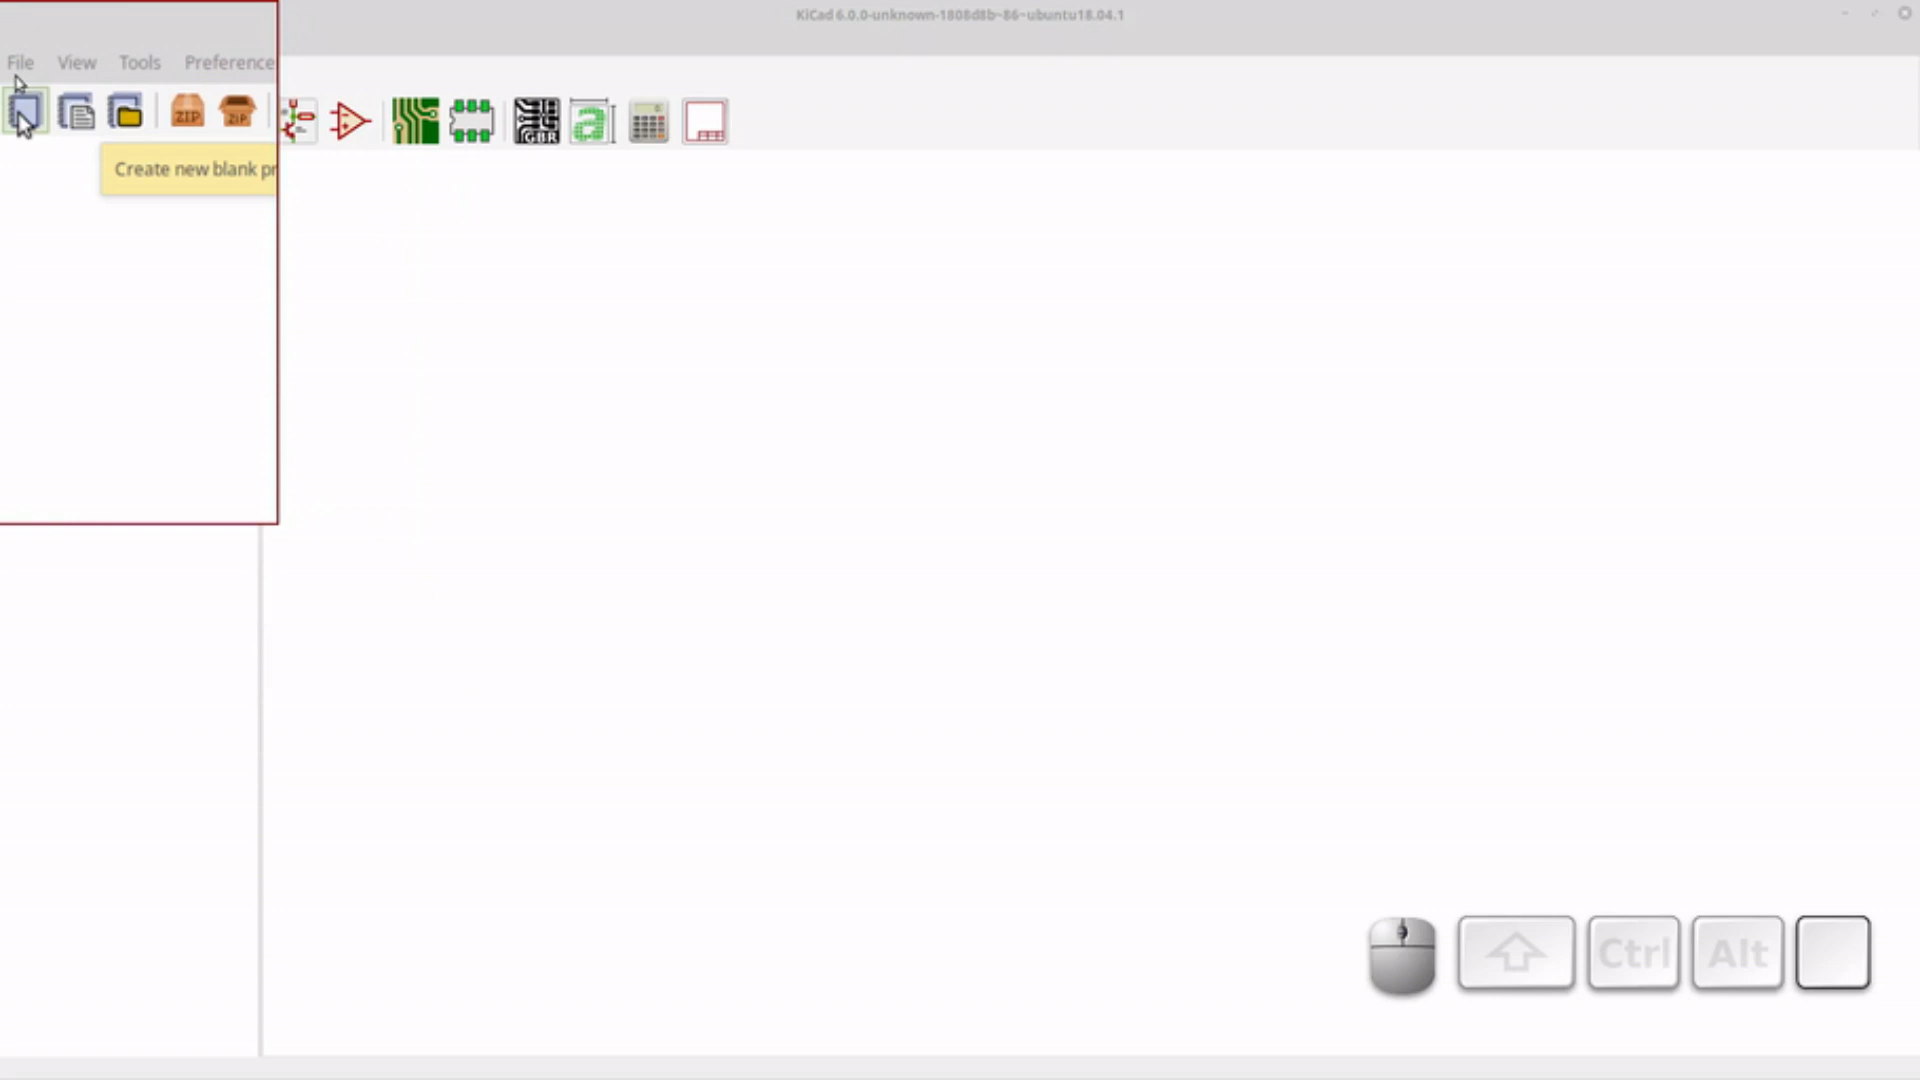 KiCad 6.0.0-unknown-1808d8b~86~ubuntu18.04.1
File View Tools Preference
ZIP ZIP GBR a
Create new blank pr
Ctrl Alt